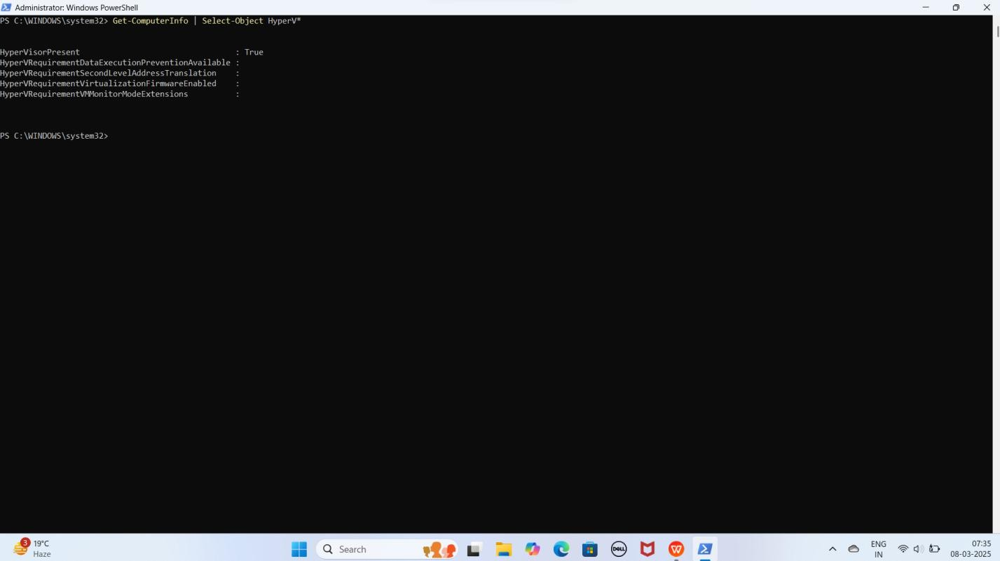 Administrator: Windows PowerShell
PS C:\WINDOWS\system32> Get-ComputerInfo | Select-Object HyperV*
HyperVisorPresent : True
HyperVRequirementDataExecutionPreventionAvailable :
HyperVRequirementSecondLevelAddressTranslation :
HyperVRequirementVirtualizationFirmwareEnabled :
HyperVRequirementVMMonitorModeExtensions :
PS C:\WINDOWS\system32>
3
19°C
Haze
Search
DELL
W
ENG
IN
07:35
08-03-2025